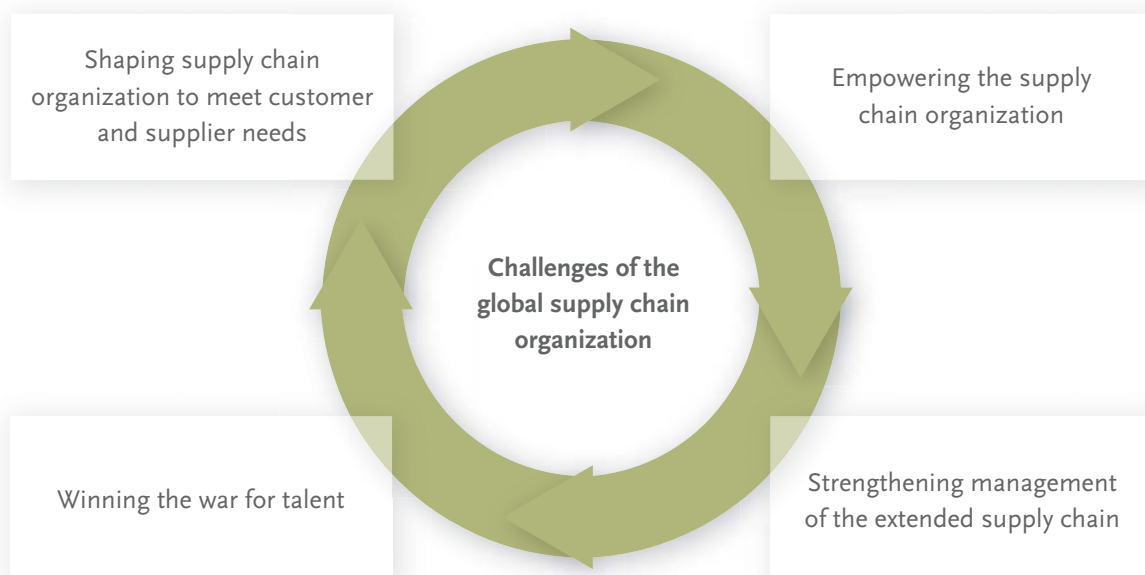 Shaping supply chain
organization to meet customer
and supplier needs
Empowering the supply
chain organization
Challenges of the
global supply chain
organization
Winning the war for talent
Strengthening management
of the extended supply chain